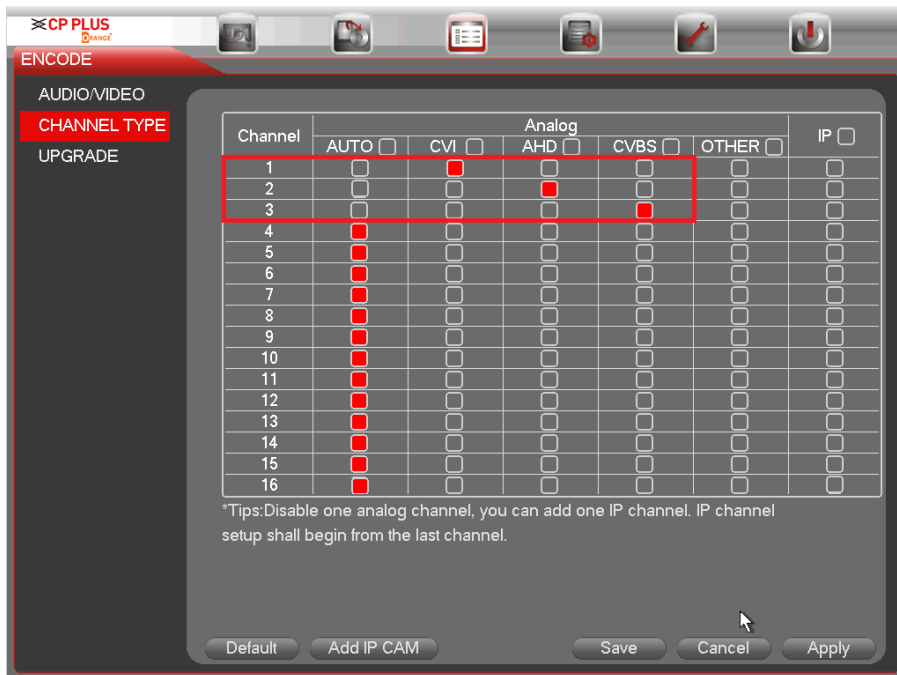 CP PLUS
ORANGE
ENCODE
AUDIO/VIDEO
CHANNEL TYPE
UPGRADE
Channel
Analog
IP
AUTO CVI AHD CVBS OTHER
1
2
3
4
5
6
7
8
9
10
11
12
13
14
15
16
*Tips:Disable one analog channel, you can add one IP channel. IP channel
setup shall begin from the last channel.
Default Add IP CAM Save Cancel Apply